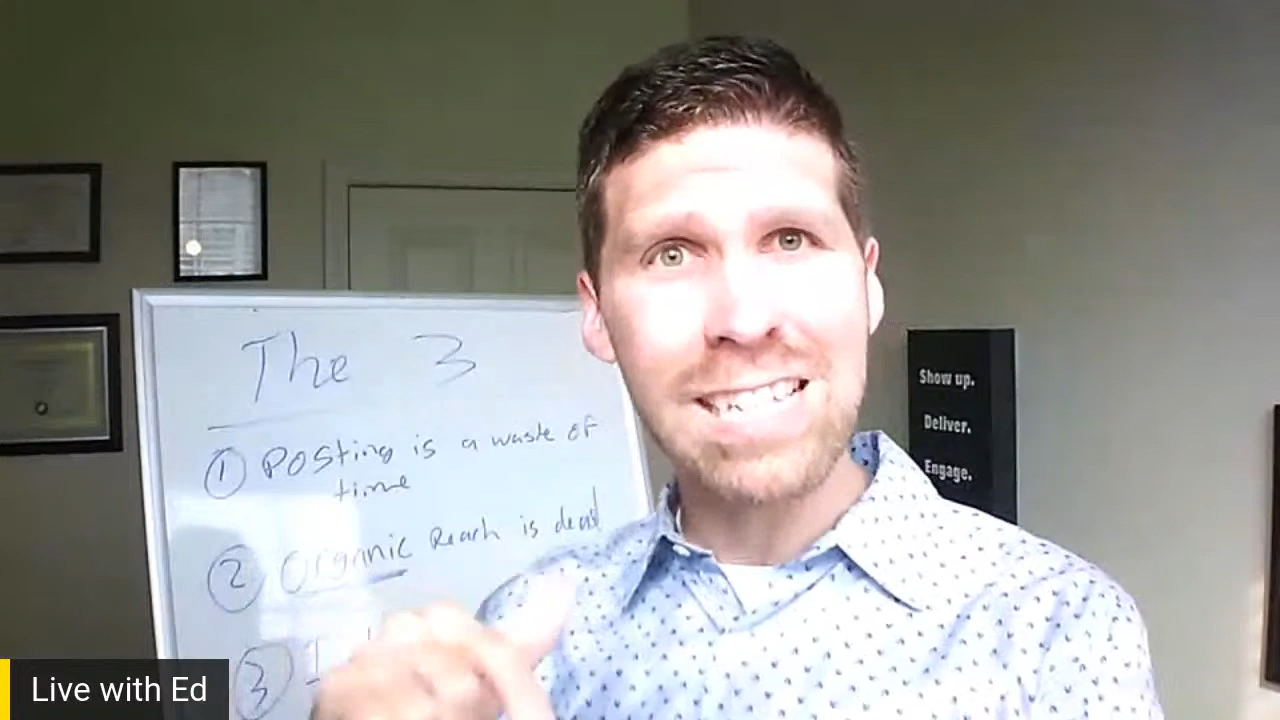 The 3
① Posting is a waste of
time
② Organic Reach is dead
③
Show up.
Deliver.
Engage.
Live with Ed